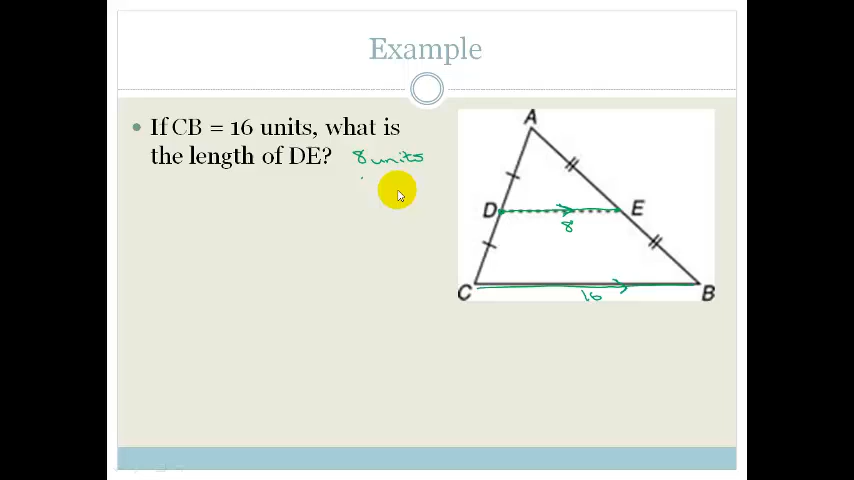 Example
• If CB = 16 units, what is
the length of DE? 8 units
A
D
E
8
C
16
B